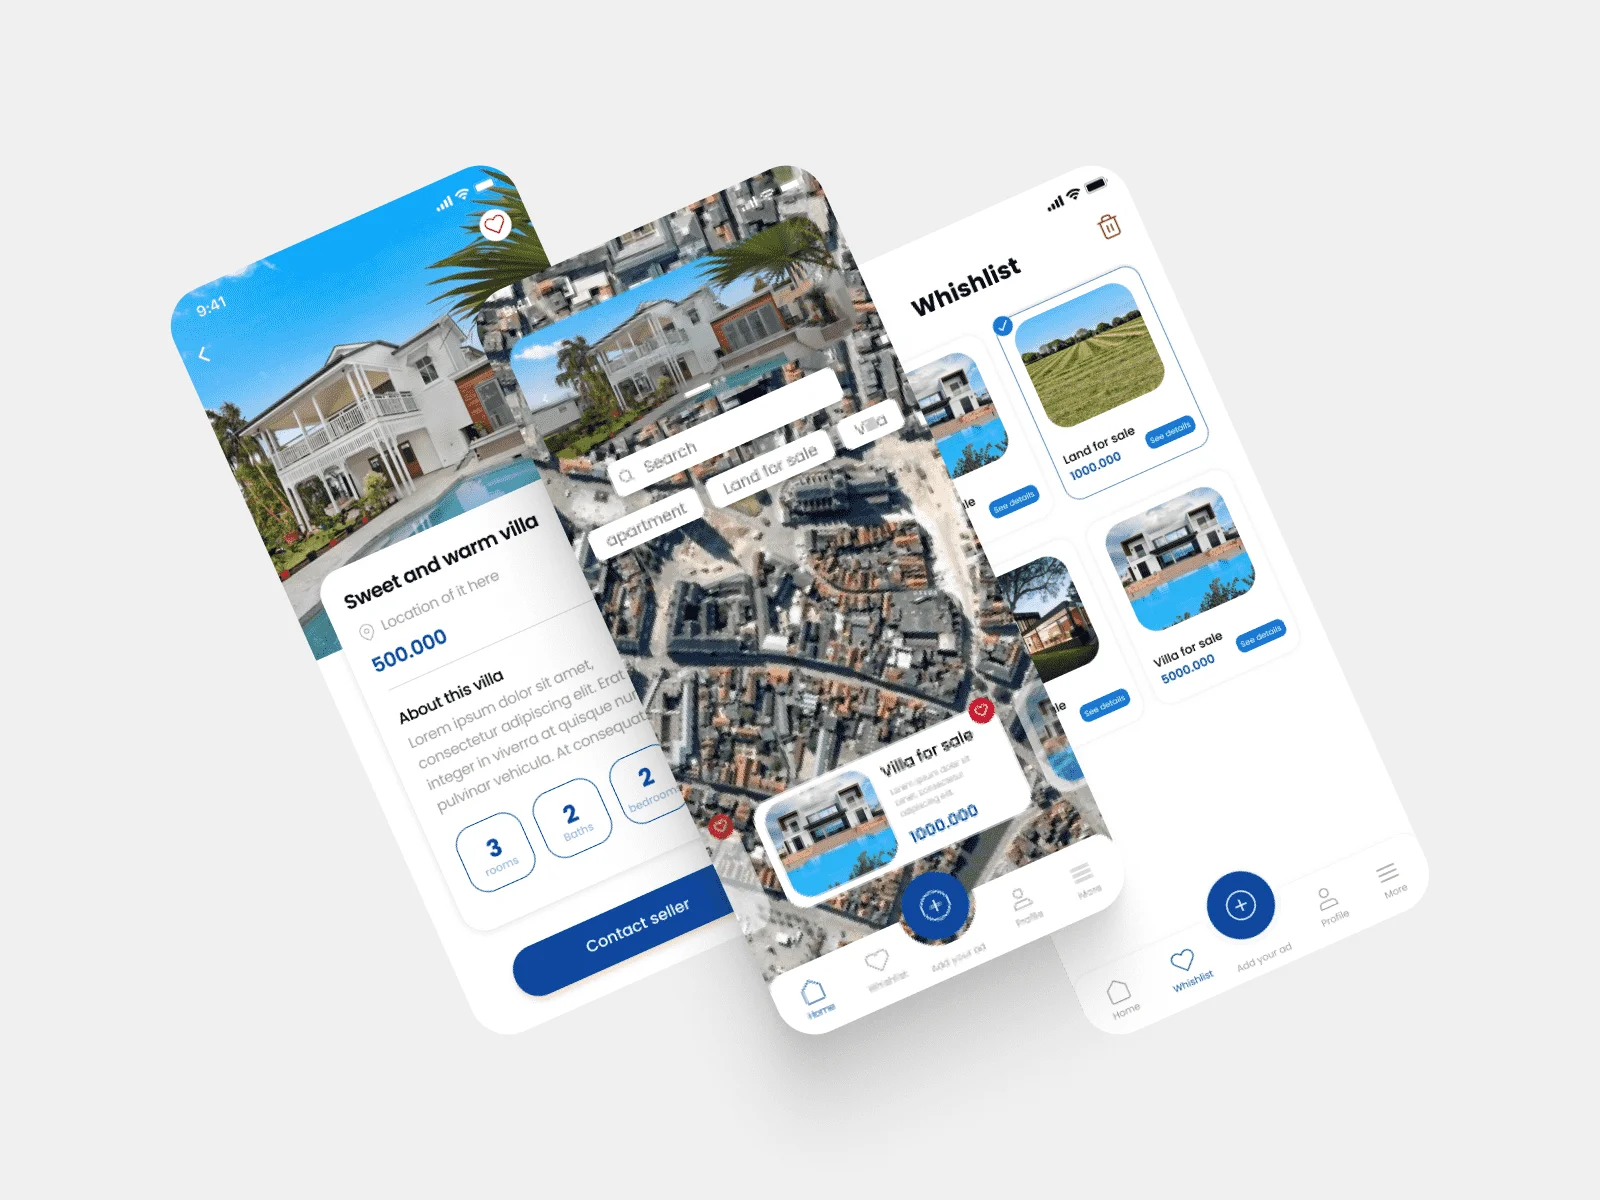 9:41
Sweet and warm villa
Location of it here
500.000
About this villa
Lorem ipsum dolor sit amet,
consectetur adipiscing elit. Erat
integer in viverra at quisque nu
pulvinar vehicula. At consequat
3
rooms
2
Baths
2
bedroom
Contact seller
9:41
Search
apartment
Land for sale
Villa
Villa for sale
Lorem ipsum dolor sit
amet, consectetur
adipiscing elit.
1000.000
Home
Whishlist
Add your ad
Profile
More
Whishlist
le
See details
Land for sale
1000.000
See details
le
See details
Villa for sale
5000.000
See details
Home
Whishlist
Add your ad
Profile
More